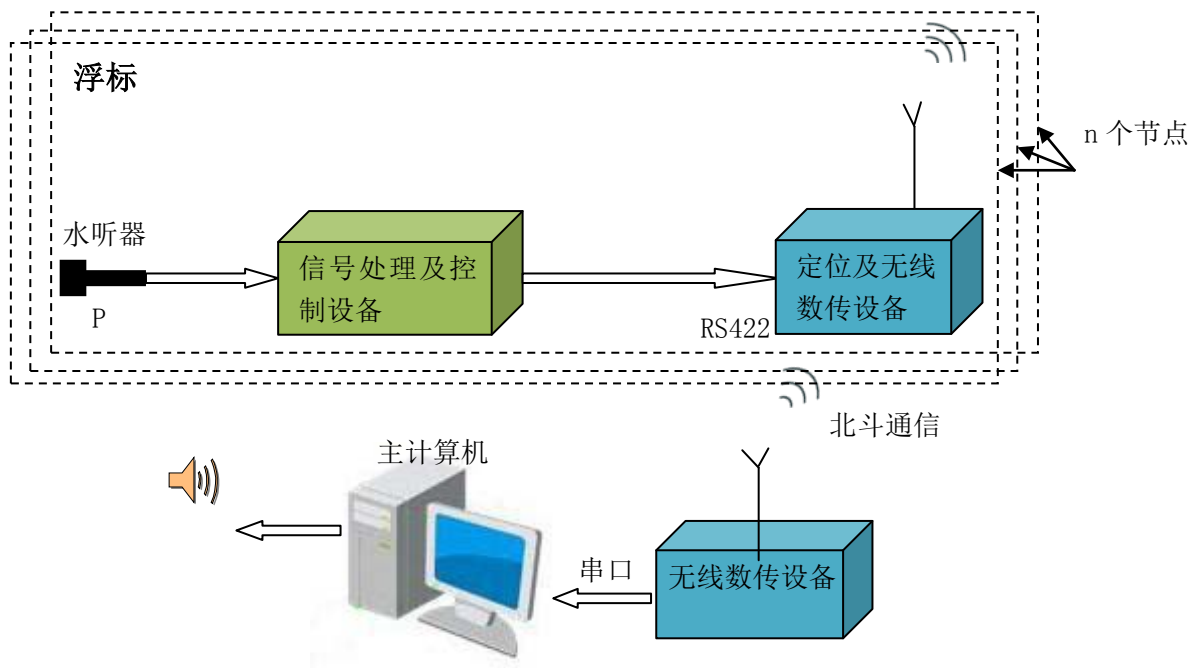 浮标
n 个节点
水听器
P
信号处理及控
制设备
定位及无线
数传设备
RS422
北斗通信
主计算机
串口
无线数传设备